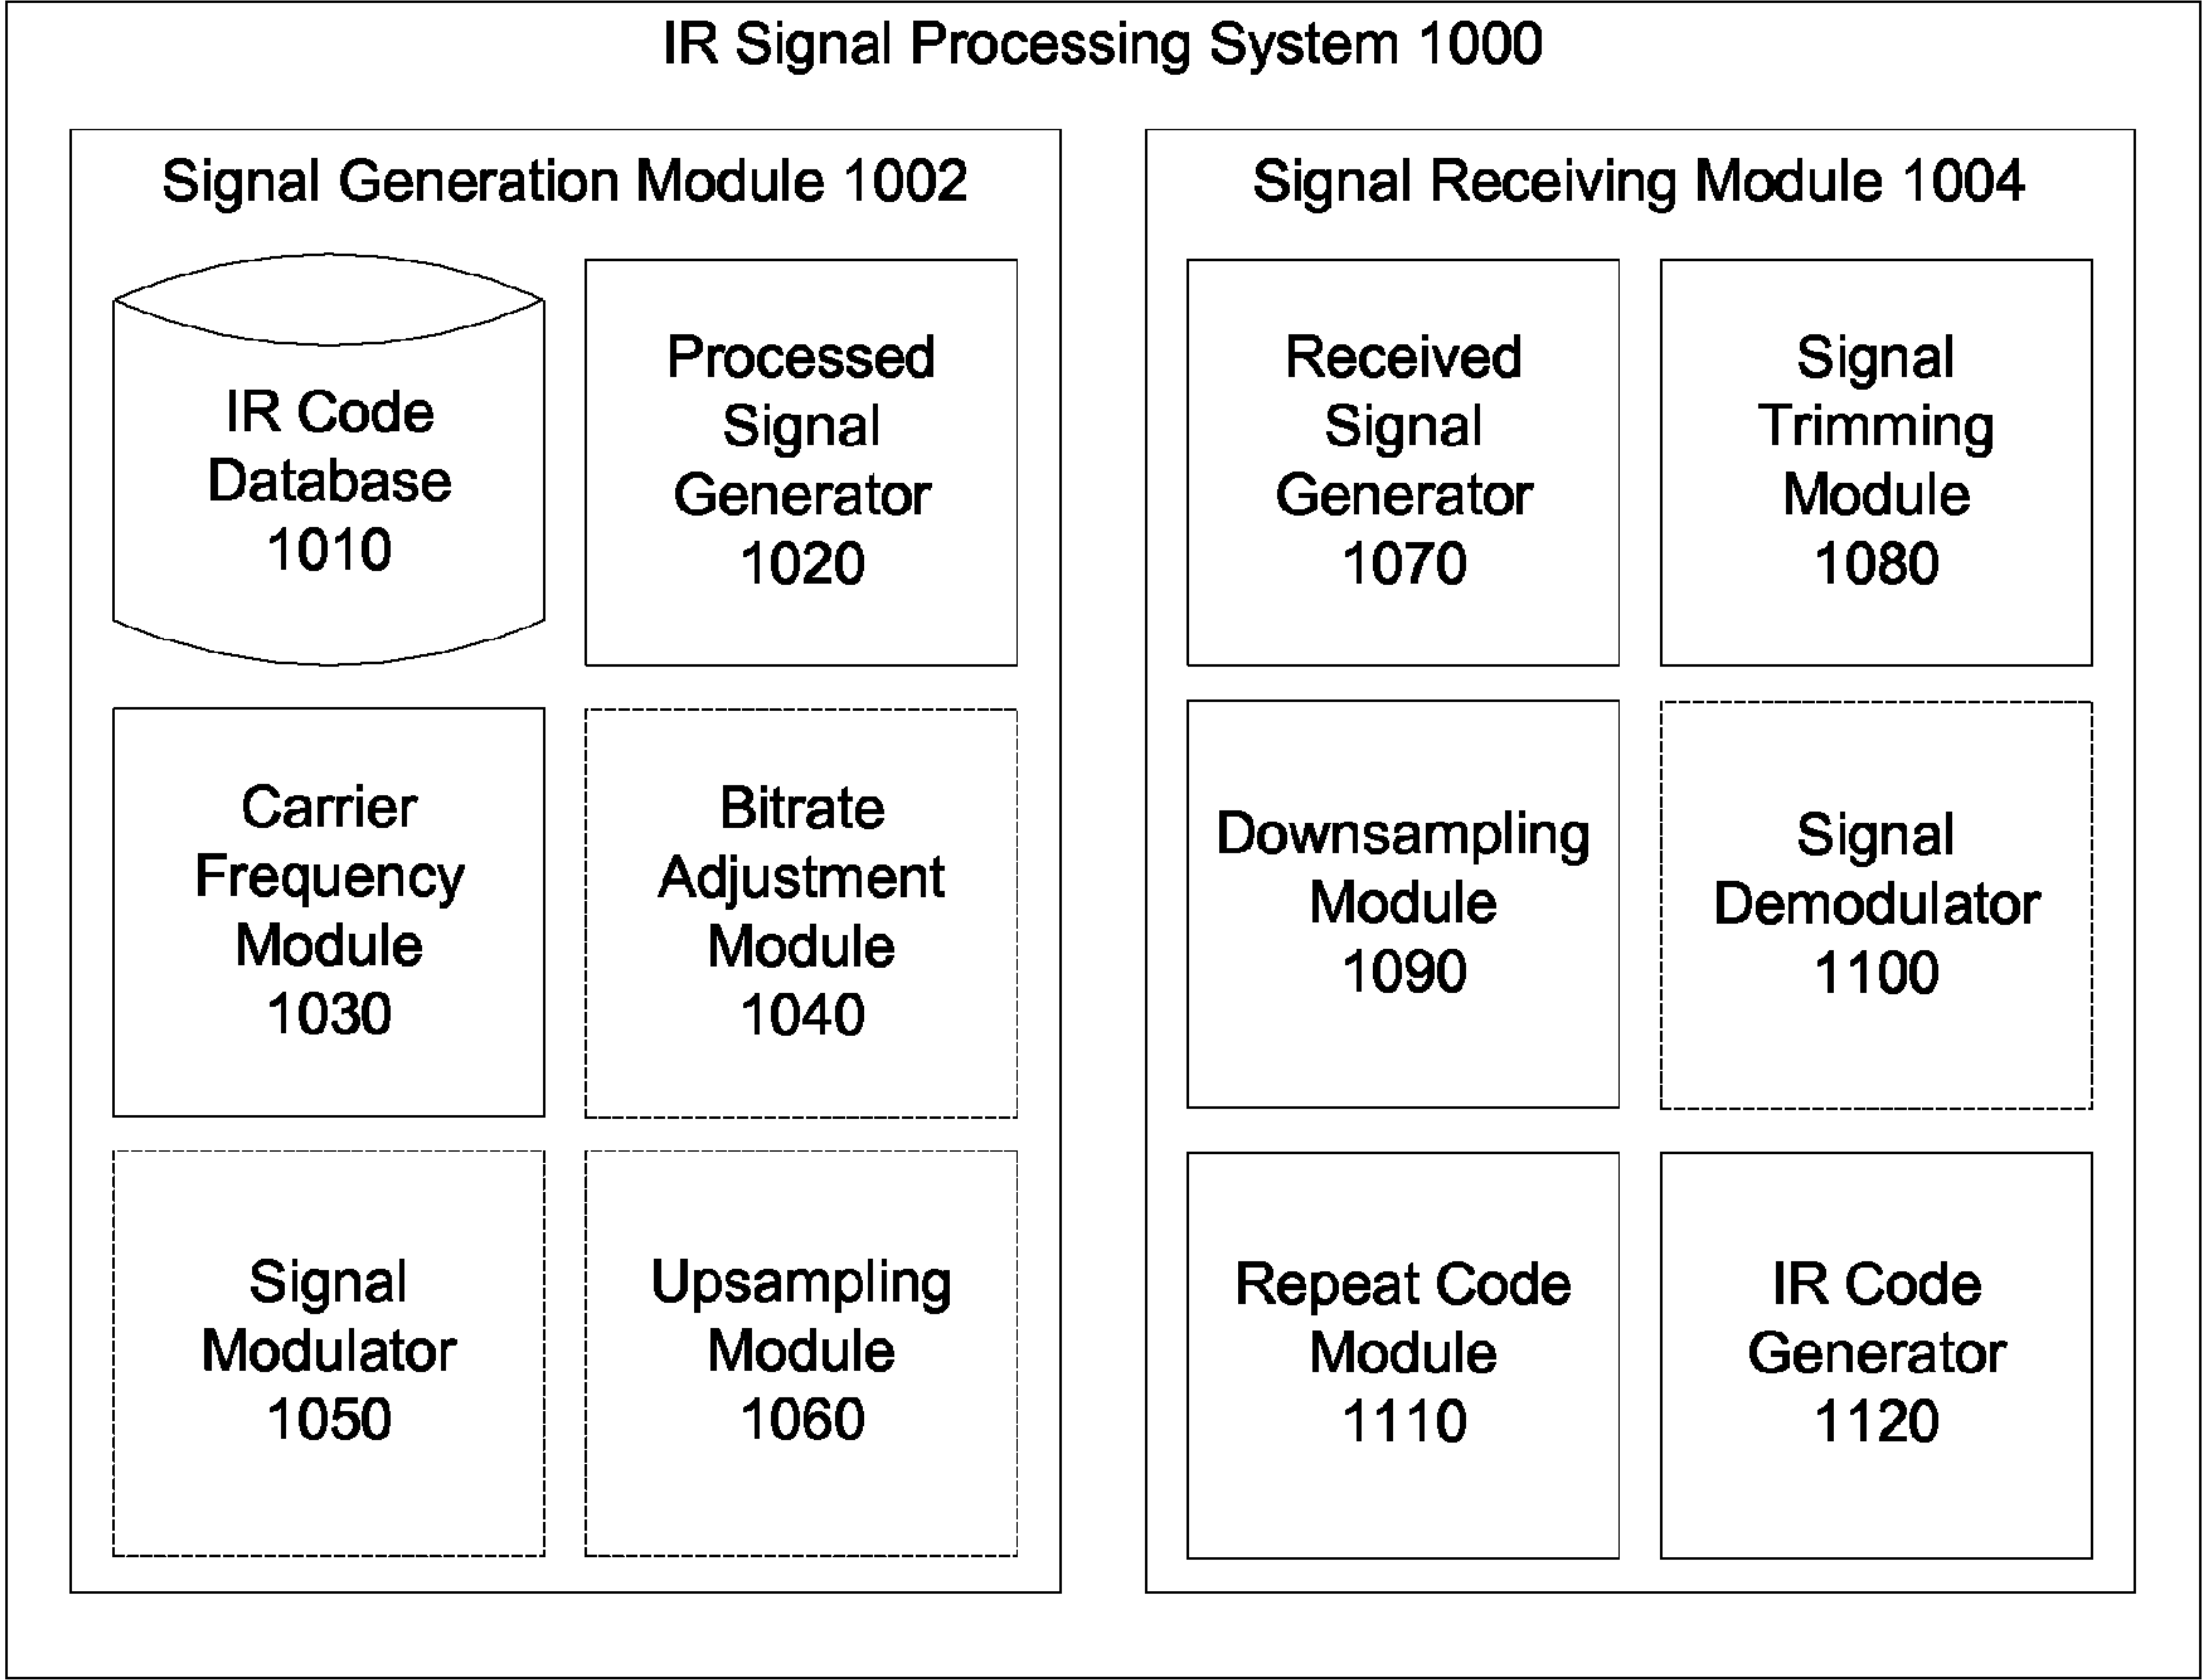 IR Signal Processing System 1000
Signal Generation Module 1002
IR Code
Database
1010
Processed
Signal
Generator
1020
Carrier
Frequency
Module
1030
Bitrate
Adjustment
Module
1040
Signal
Modulator
1050
Upsampling
Module
1060
Signal Receiving Module 1004
Received
Signal
Generator
1070
Signal
Trimming
Module
1080
Downsampling
Module
1090
Signal
Demodulator
1100
Repeat Code
Module
1110
IR Code
Generator
1120